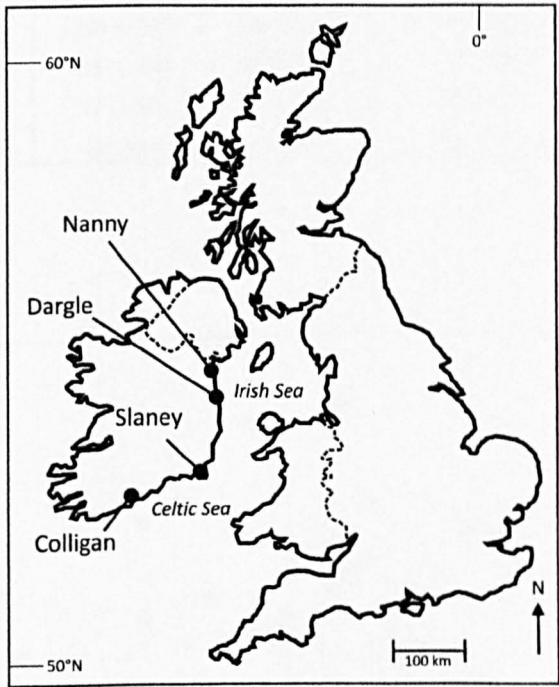 0°
60°N
Nanny
Dargle
Irish Sea
Slaney
Celtic Sea
Colligan
N
50°N
100 km